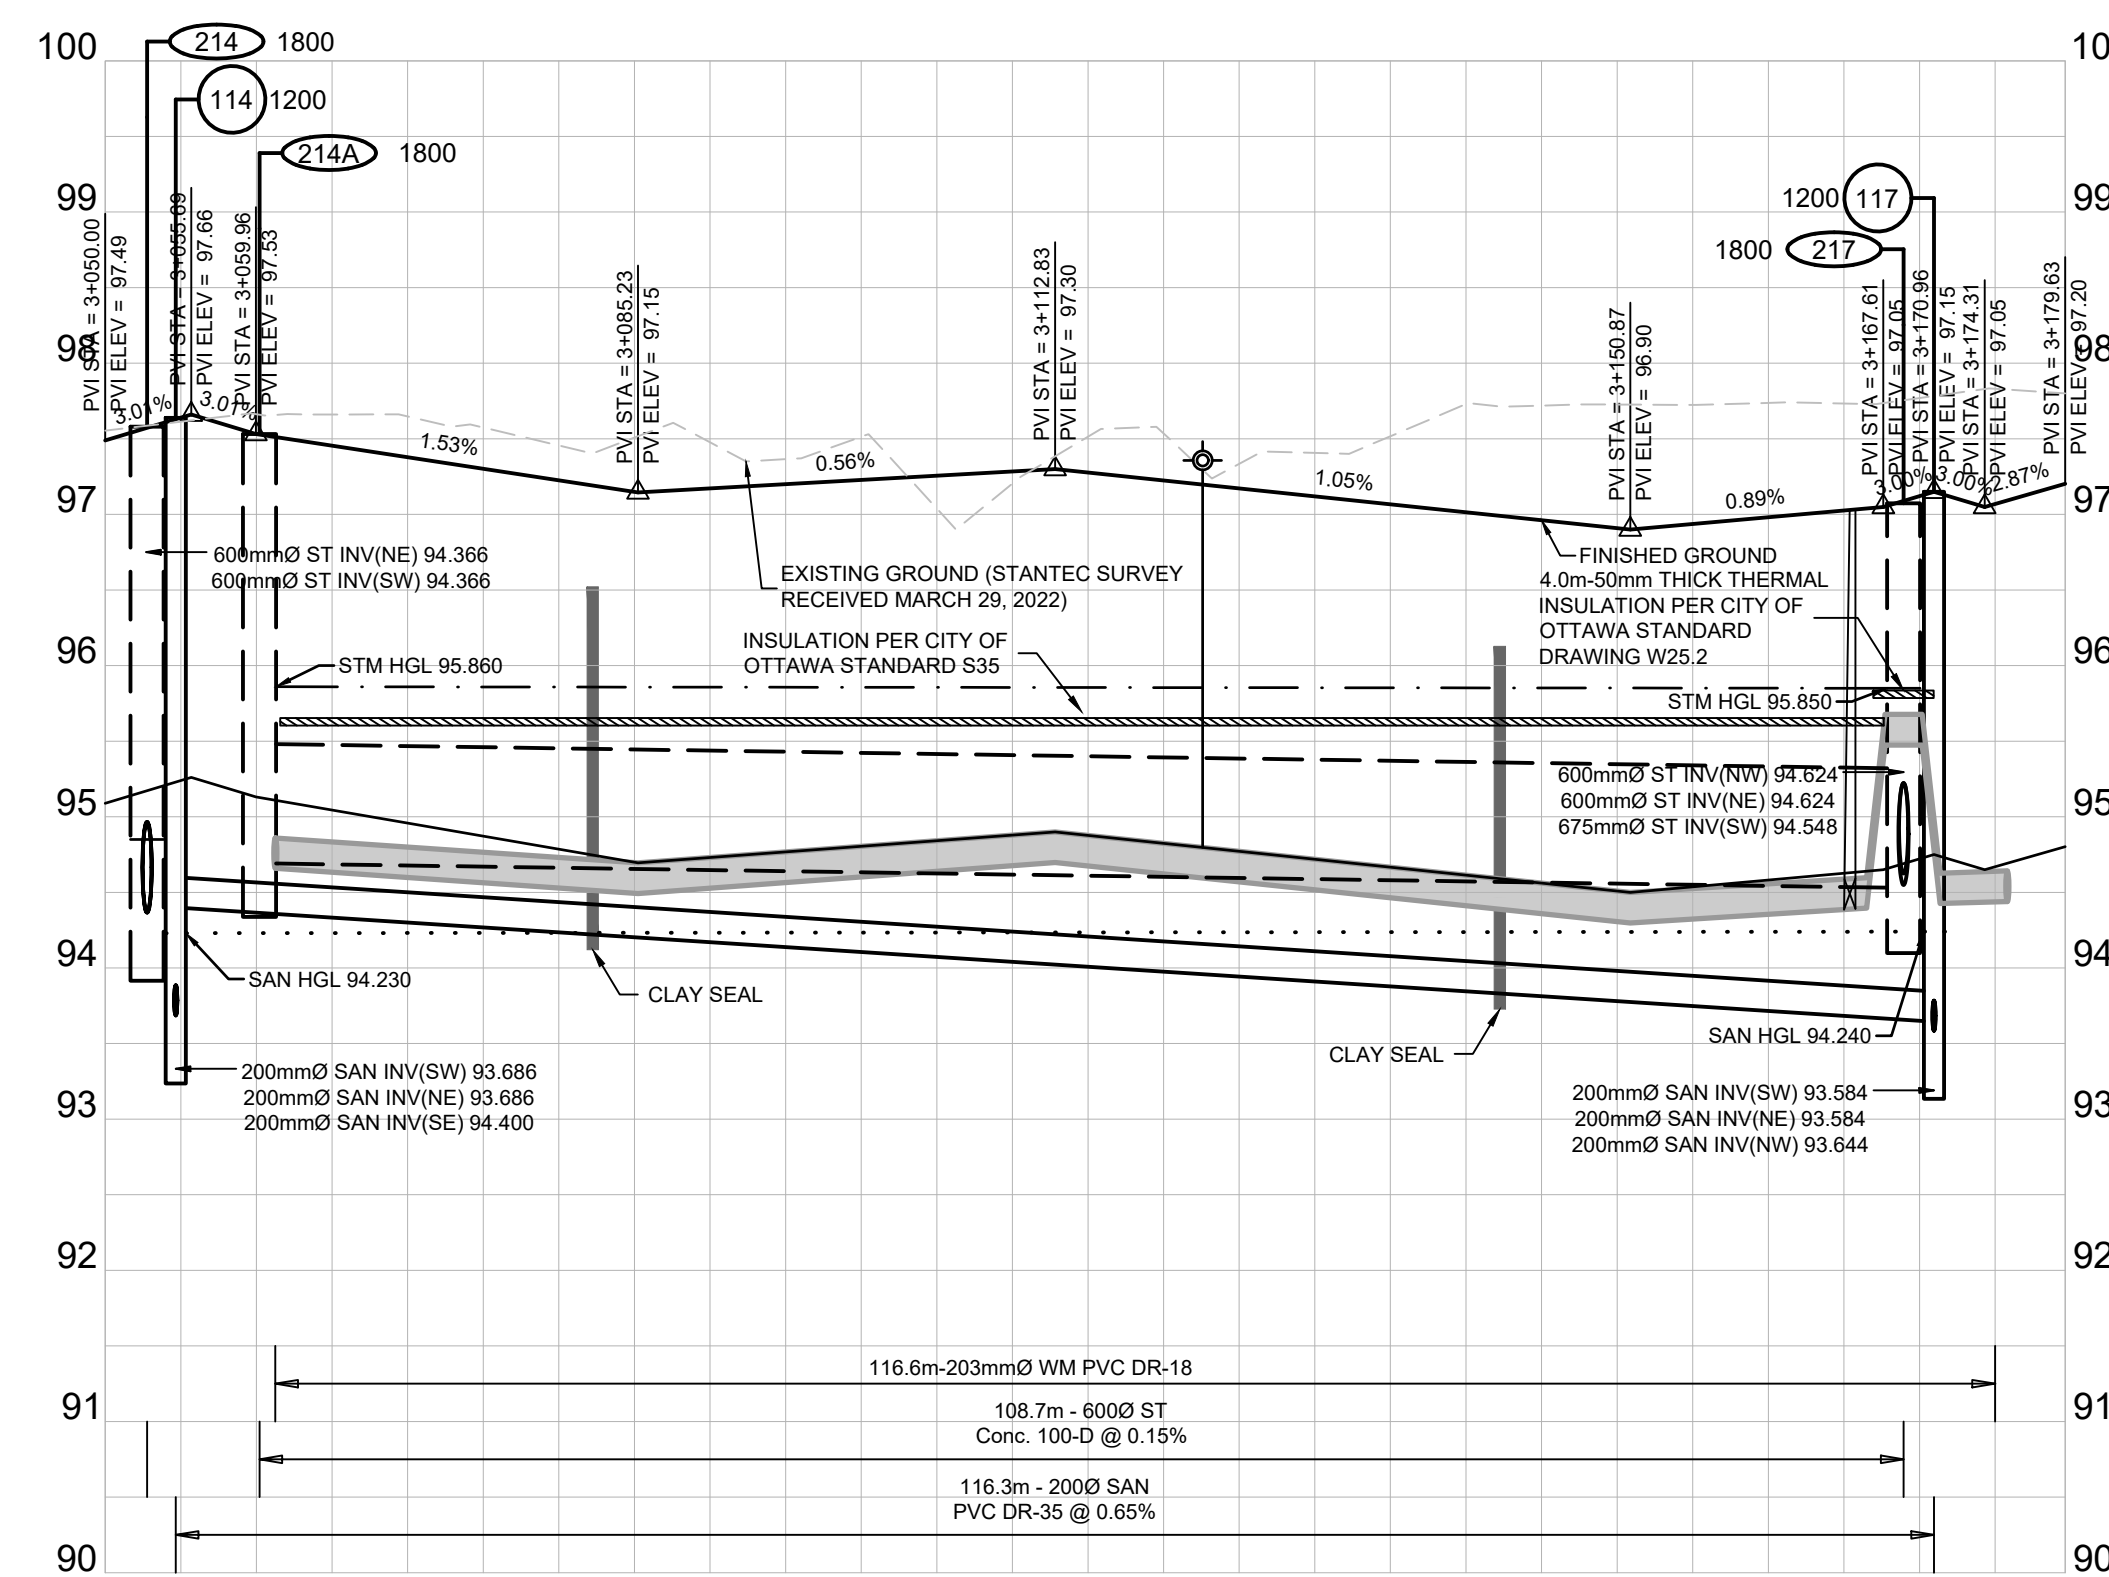 100
99
98
97
96
95
94
93
92
91
90
214 1800
114 1200
214A 1800
1200 117
1800 217
PVI STA = 3+050.00
PVI ELEV = 97.49
PVI STA = 3+055.69
PVI ELEV = 97.66
PVI STA = 3+059.96
PVI ELEV = 97.53
PVI STA = 3+085.23
PVI ELEV = 97.15
PVI STA = 3+112.83
PVI ELEV = 97.30
PVI STA = 3+150.87
PVI ELEV = 96.90
PVI STA = 3+167.61
PVI ELEV = 97.05
PVI STA = 3+170.96
PVI ELEV = 97.15
PVI STA = 3+174.31
PVI ELEV = 97.05
PVI STA = 3+179.63
PVI ELEV = 97.20
3.01%
3.01%
1.53%
0.56%
1.05%
0.89%
3.00%
3.00%
2.87%
600mmØ ST INV(NE) 94.366
600mmØ ST INV(SW) 94.366
EXISTING GROUND (STANTEC SURVEY
RECEIVED MARCH 29, 2022)
INSULATION PER CITY OF
OTTAWA STANDARD S35
FINISHED GROUND
4.0m-50mm THICK THERMAL
INSULATION PER CITY OF
OTTAWA STANDARD
DRAWING W25.2
STM HGL 95.860
STM HGL 95.850
600mmØ ST INV(NW) 94.624
600mmØ ST INV(NE) 94.624
675mmØ ST INV(SW) 94.548
SAN HGL 94.230
CLAY SEAL
CLAY SEAL
SAN HGL 94.240
200mmØ SAN INV(SW) 93.686
200mmØ SAN INV(NE) 93.686
200mmØ SAN INV(SE) 94.400
200mmØ SAN INV(SW) 93.584
200mmØ SAN INV(NE) 93.584
200mmØ SAN INV(NW) 93.644
116.6m-203mmØ WM PVC DR-18
108.7m - 600Ø ST
Conc. 100-D @ 0.15%
116.3m - 200Ø SAN
PVC DR-35 @ 0.65%
10
99
98
97
96
95
94
93
92
91
90